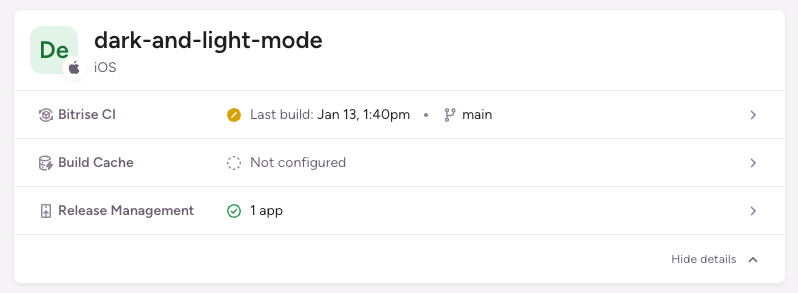 De
dark-and-light-mode
iOS
Bitrise CI Last build: Jan 13, 1:40pm • main
Build Cache Not configured
Release Management 1 app
Hide details